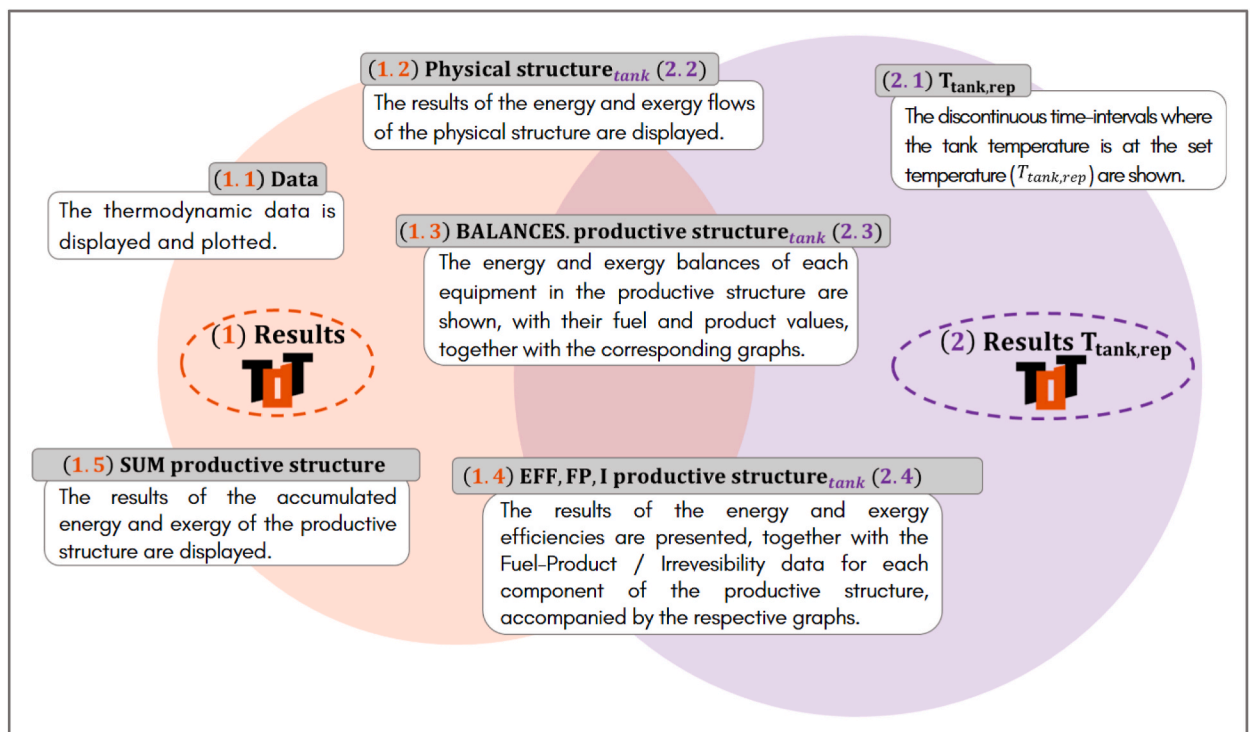 (1.2) Physical structure_tank (2.2)
The results of the energy and exergy flows
of the physical structure are displayed.
(2.1) T_tank,rep
The discontinuous time-intervals where
the tank temperature is at the set
temperature (T_tank,rep) are shown.
(1.1) Data
The thermodynamic data is
displayed and plotted.
(1.3) BALANCES. productive structure_tank (2.3)
The energy and exergy balances of each
equipment in the productive structure are
shown, with their fuel and product values,
together with the corresponding graphs.
(1) Results
TOT
(2) Results T_tank,rep
TOT
(1.5) SUM productive structure
The results of the accumulated
energy and exergy of the productive
structure are displayed.
(1.4) EFF, FP, I productive structure_tank (2.4)
The results of the energy and exergy
efficiencies are presented, together with the
Fuel-Product / Irrevesibility data for each
component of the productive structure,
accompanied by the respective graphs.